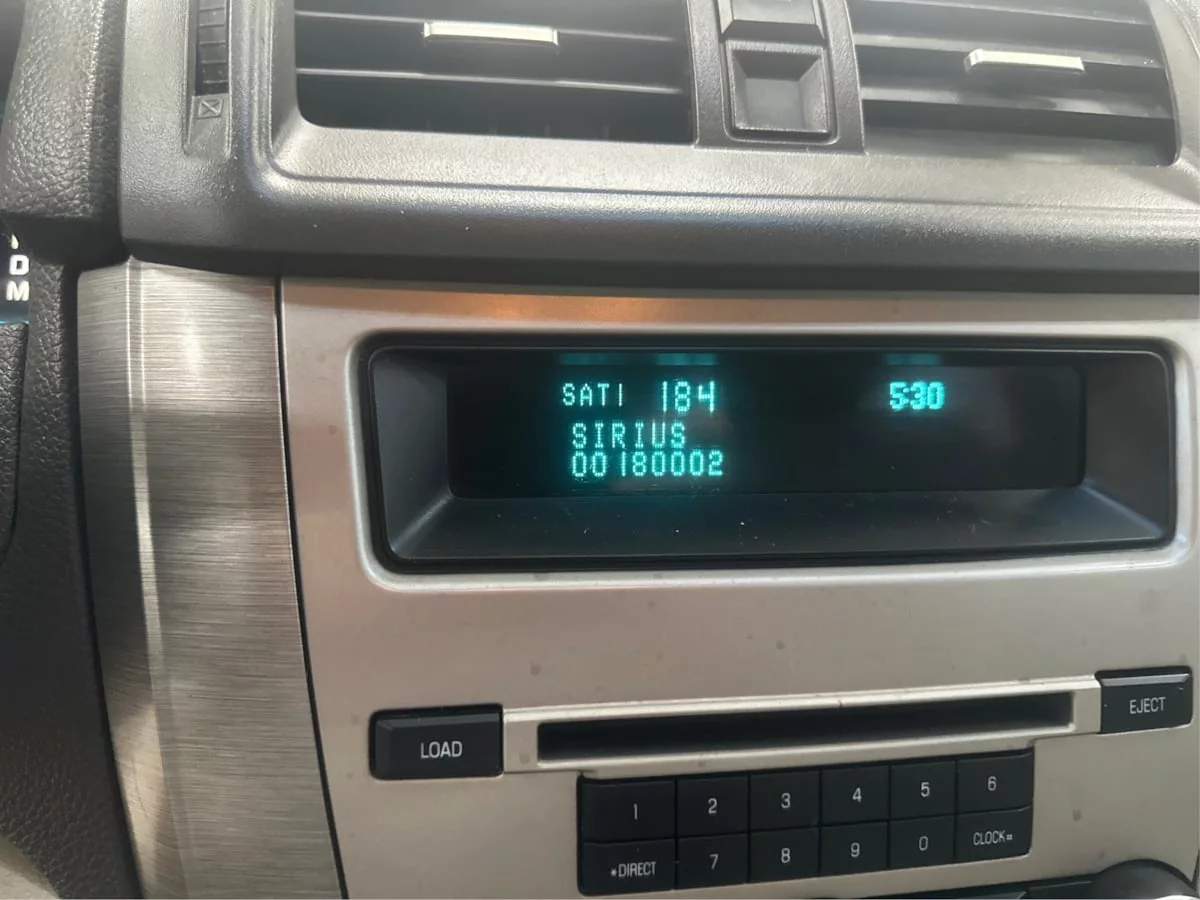 D
M
SAT1 184 5:30
SIRIUS
00180002
LOAD
EJECT
1 2 3 4 5 6
*DIRECT 7 8 9 0 CLOCK